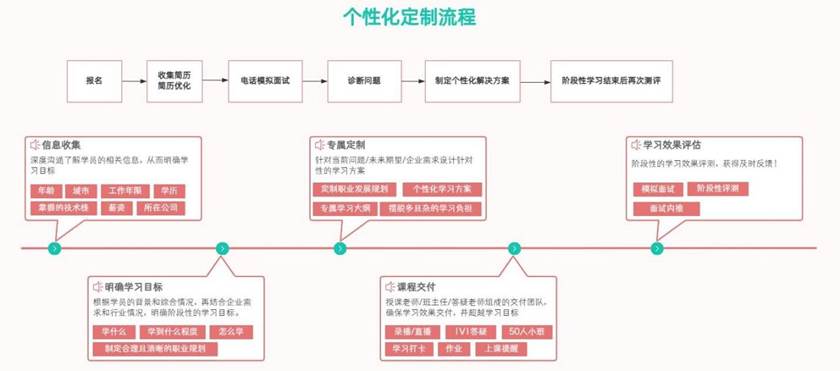 个性化定制流程
报名
收集简历
简历优化
电话模拟面试
诊断问题
制定个性化解决方案
阶段性学习结束后再次测评
信息收集
深度沟通了解学员的相关信息，从而明确学
习目标
年龄 城市 工作年限 学历
掌握的技术栈 薪资 所在公司
专属定制
针对当前问题/未来期望/企业需求设计针对
性的学习方案
定制职业发展规划 个性化学习方案
专属学习大纲 摆脱多且杂的学习负担
学习效果评估
阶段性的学习效果评测，获得及时反馈！
模拟面试 阶段性评测
面试内推
明确学习目标
根据学员的背景和综合情况，再结合企业需
求和行业情况，明确阶段性的学习目标。
学什么 学到什么程度 怎么学
制定合理且清晰的职业规划
课程交付
授课老师/班主任/答疑老师组成的交付团队，
确保学习效果交付，并超越学习目标
录播/直播 1V1答疑 50人小班
学习打卡 作业 上课提醒